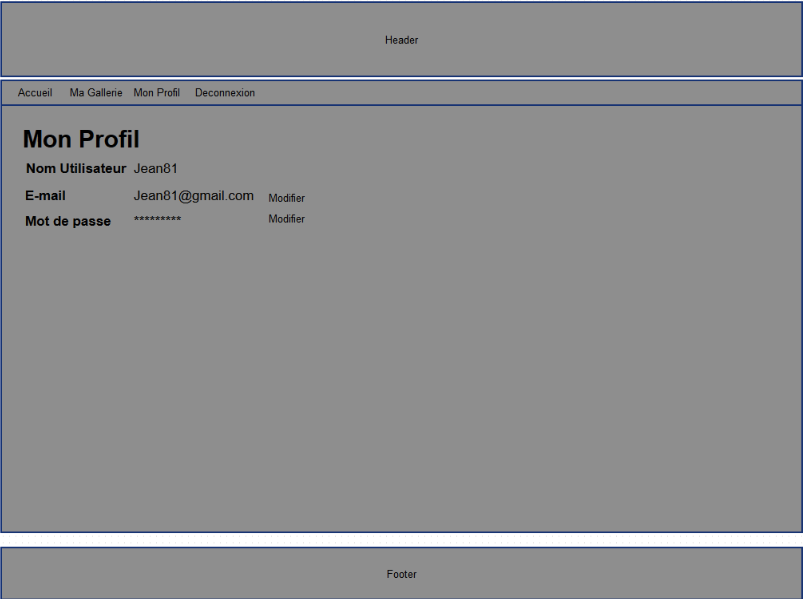 Header
Accueil Ma Gallerie Mon Profil Deconnexion
Mon Profil
Nom Utilisateur Jean81
E-mail Jean81@gmail.com Modifier
Mot de passe ********* Modifier
Footer